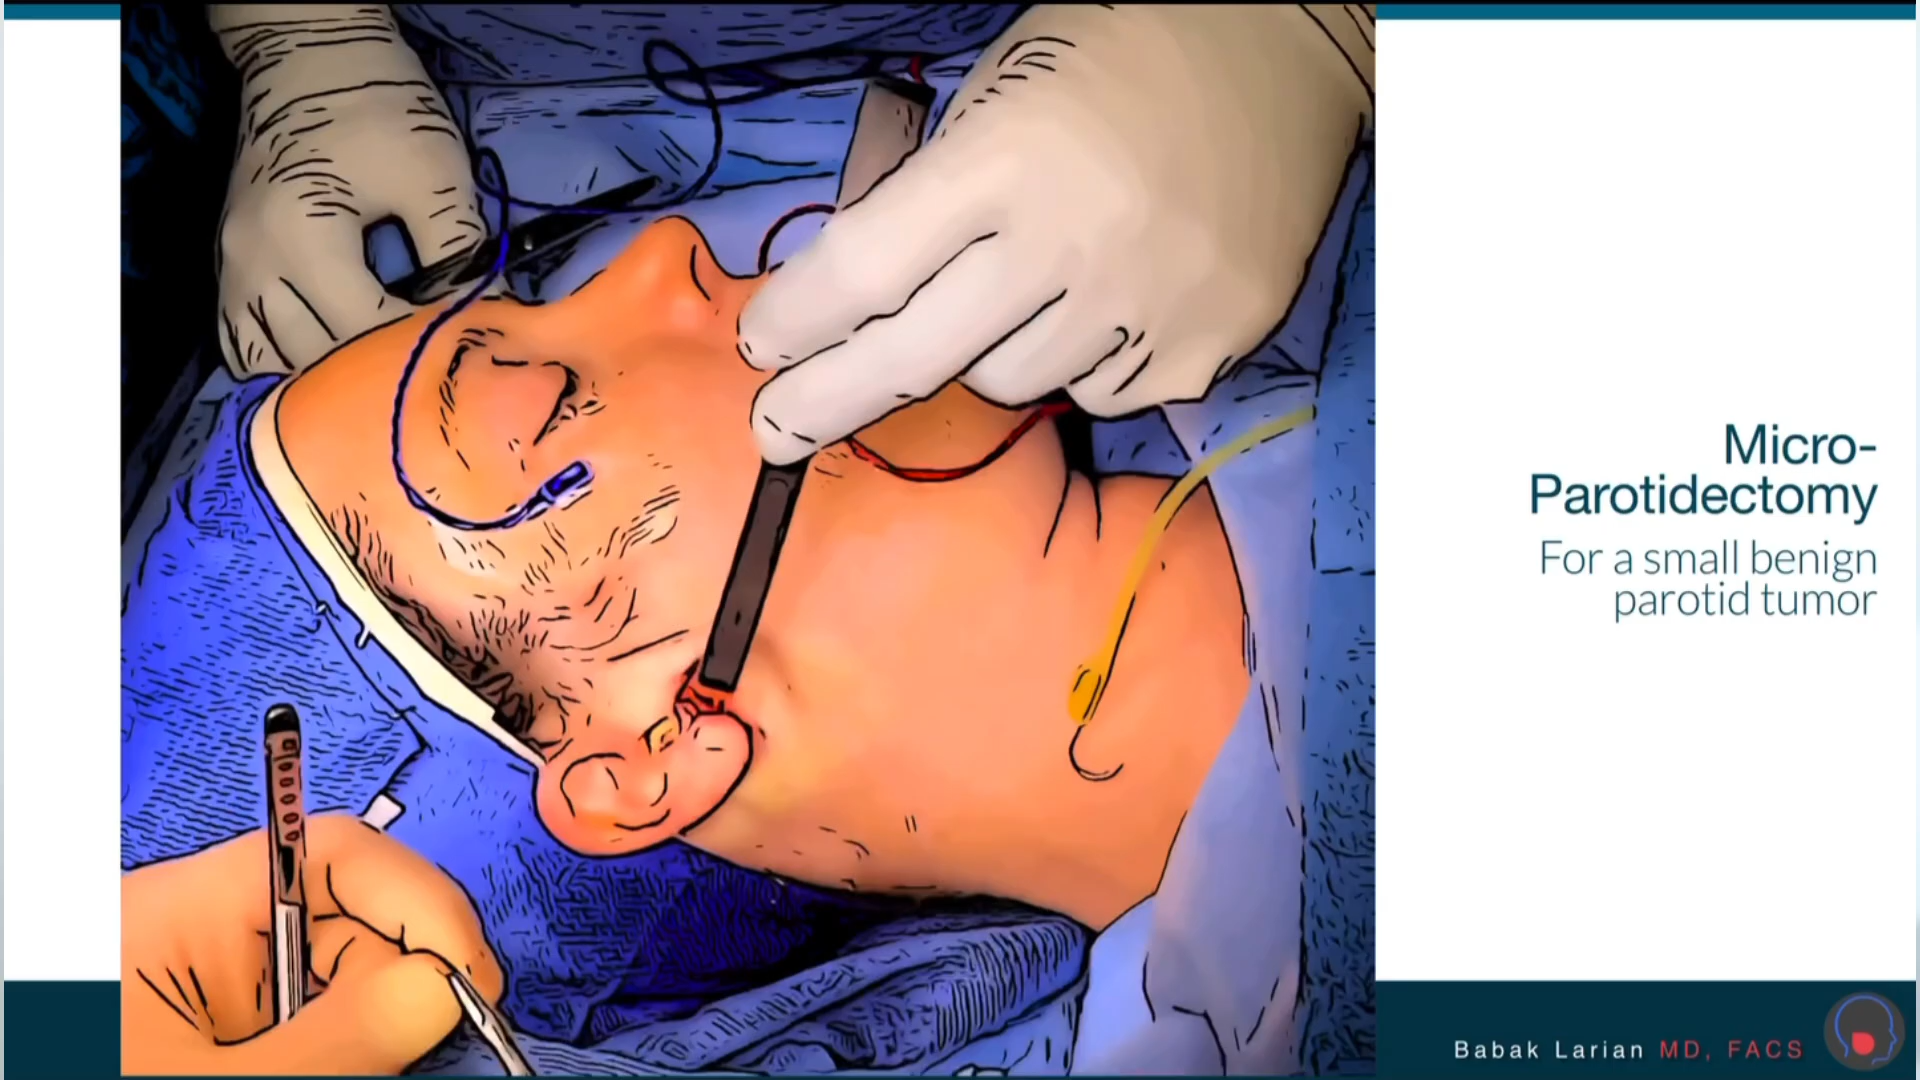 Micro-
Parotidectomy
For a small benign
parotid tumor
Babak Larian MD, FACS